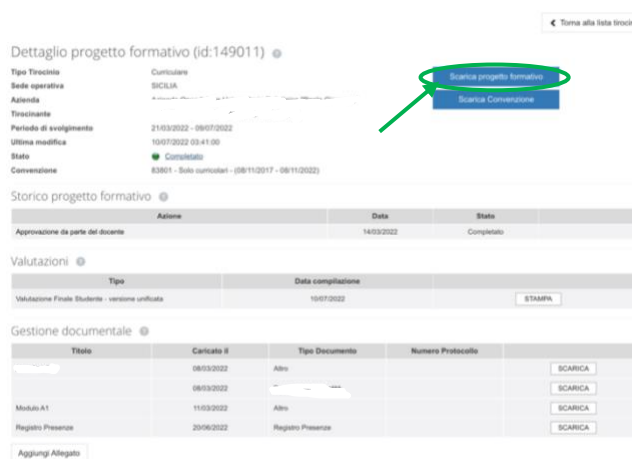 Torna alla lista tirocin
Dettaglio progetto formativo (id:149011)
Tipo Tirocinio Curriculare
Sede operativa SICILIA
Azienda
Tirocinante
Periodo di svolgimento 21/03/2022 - 09/07/2022
Ultima modifica 10/07/2022 03:41:00
Stato Completato
Convenzione 83801 - Solo curriculari - (08/11/2017 - 08/11/2022)
Scarica progetto formativo
Scarica Convenzione
Storico progetto formativo
Azione Data Stato
Approvazione da parte del docente 14/03/2022 Completato
Valutazioni
Tipo Data compilazione
Valutazione Finale Studente - versione unificata 10/07/2022 STAMPA
Gestione documentale
Titolo Caricato il Tipo Documento Numero Protocollo
08/03/2022 Altro SCARICA
08/03/2022 SCARICA
Modulo A1 11/03/2022 Altro SCARICA
Registro Presenze 20/06/2022 Registro Presenze SCARICA
Aggiungi Allegato